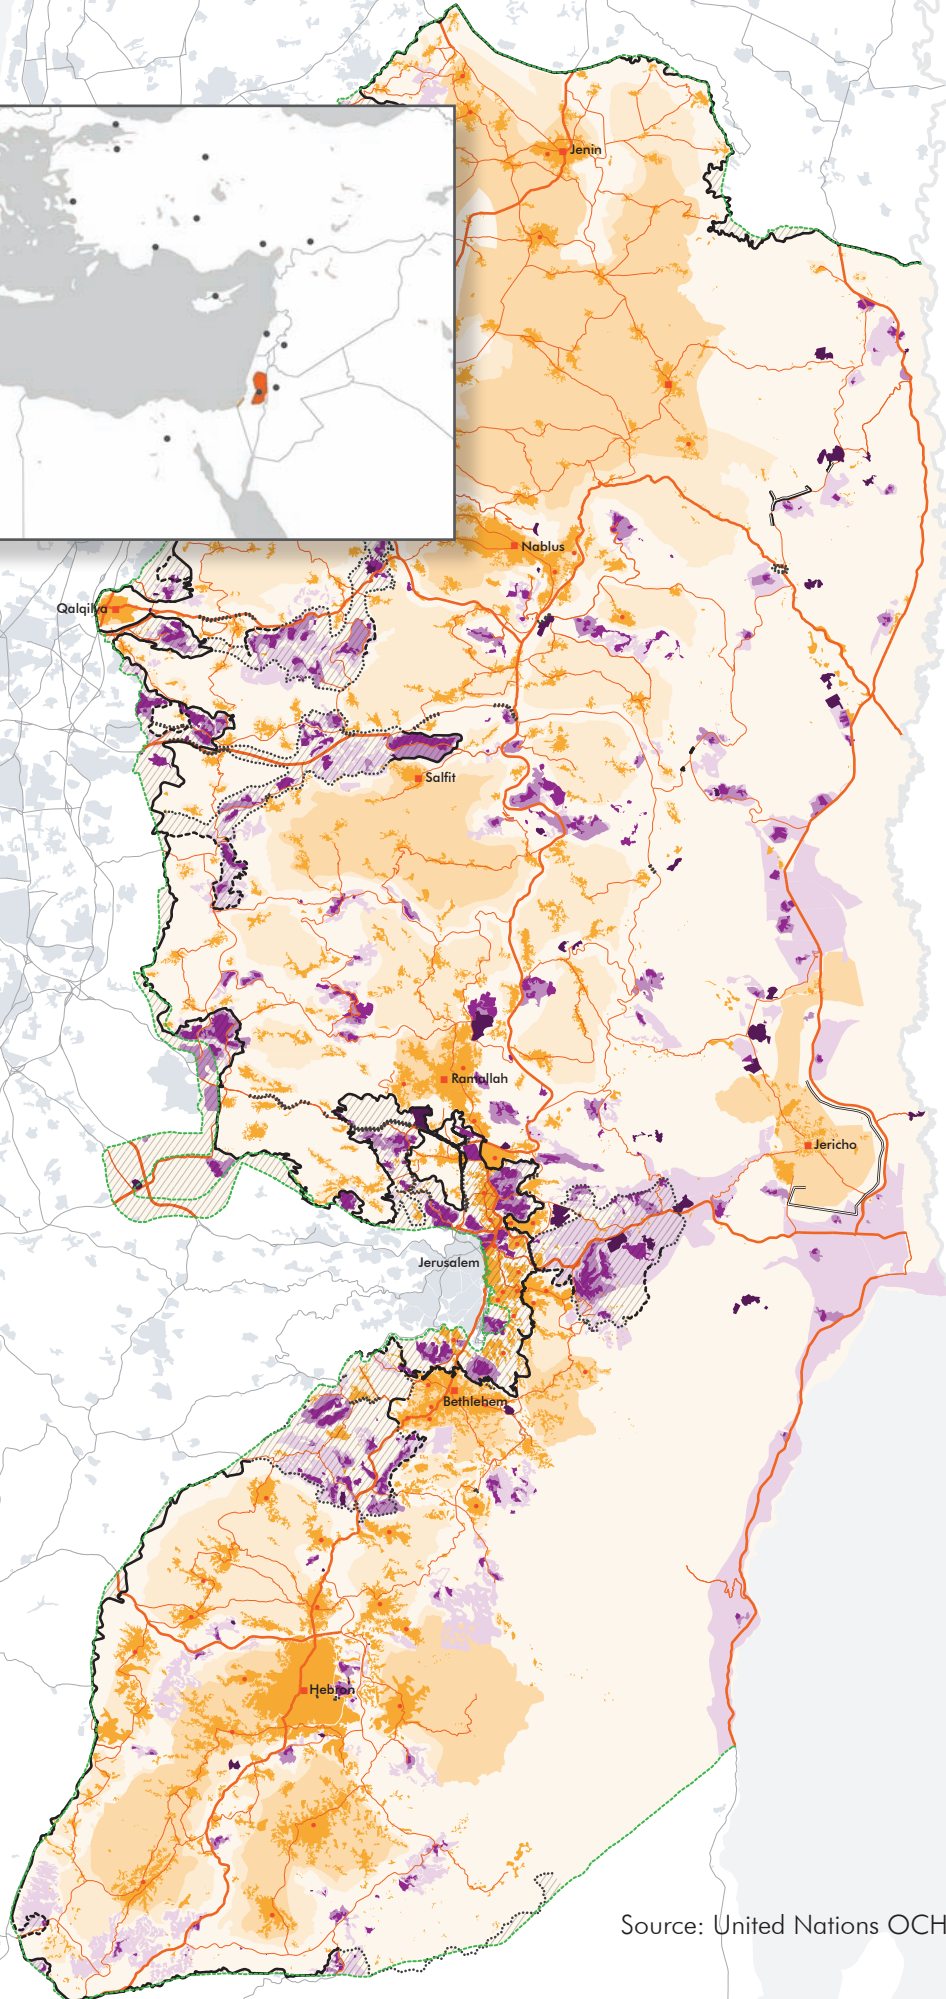 Jenin
Nablus
Qalqilya
Salfit
Ramallah
Jericho
Jerusalem
Bethlehem
Hebron
Source: United Nations OCH